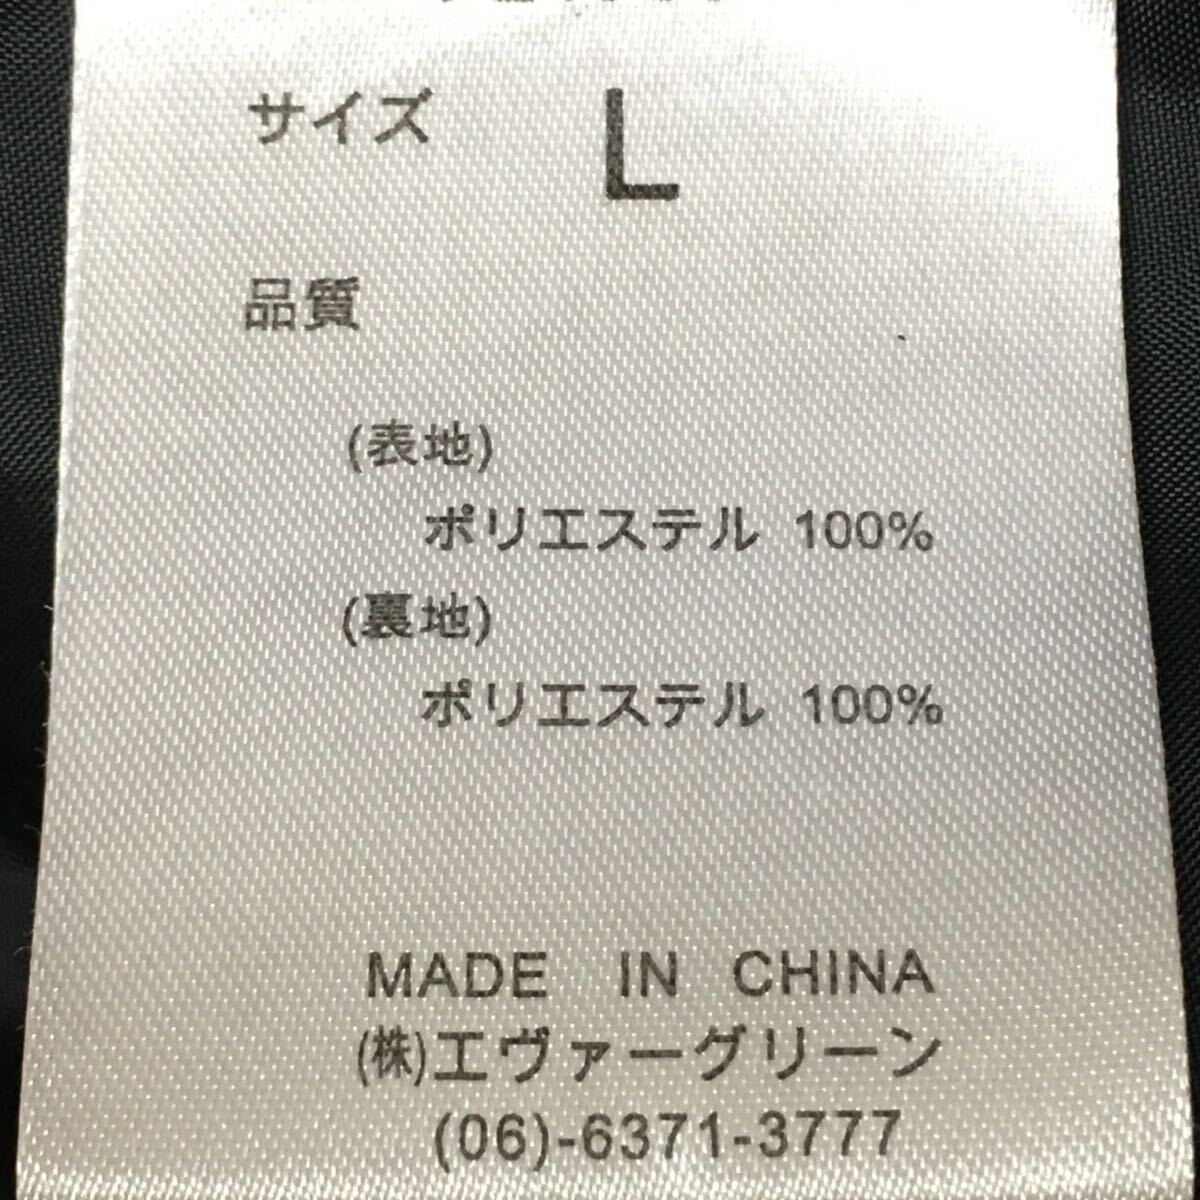 サイズ L
品質
(表地)
ポリエステル 100%
(裏地)
ポリエステル 100%
MADE IN CHINA
(株)エヴァーグリーン
(06)-6371-3777